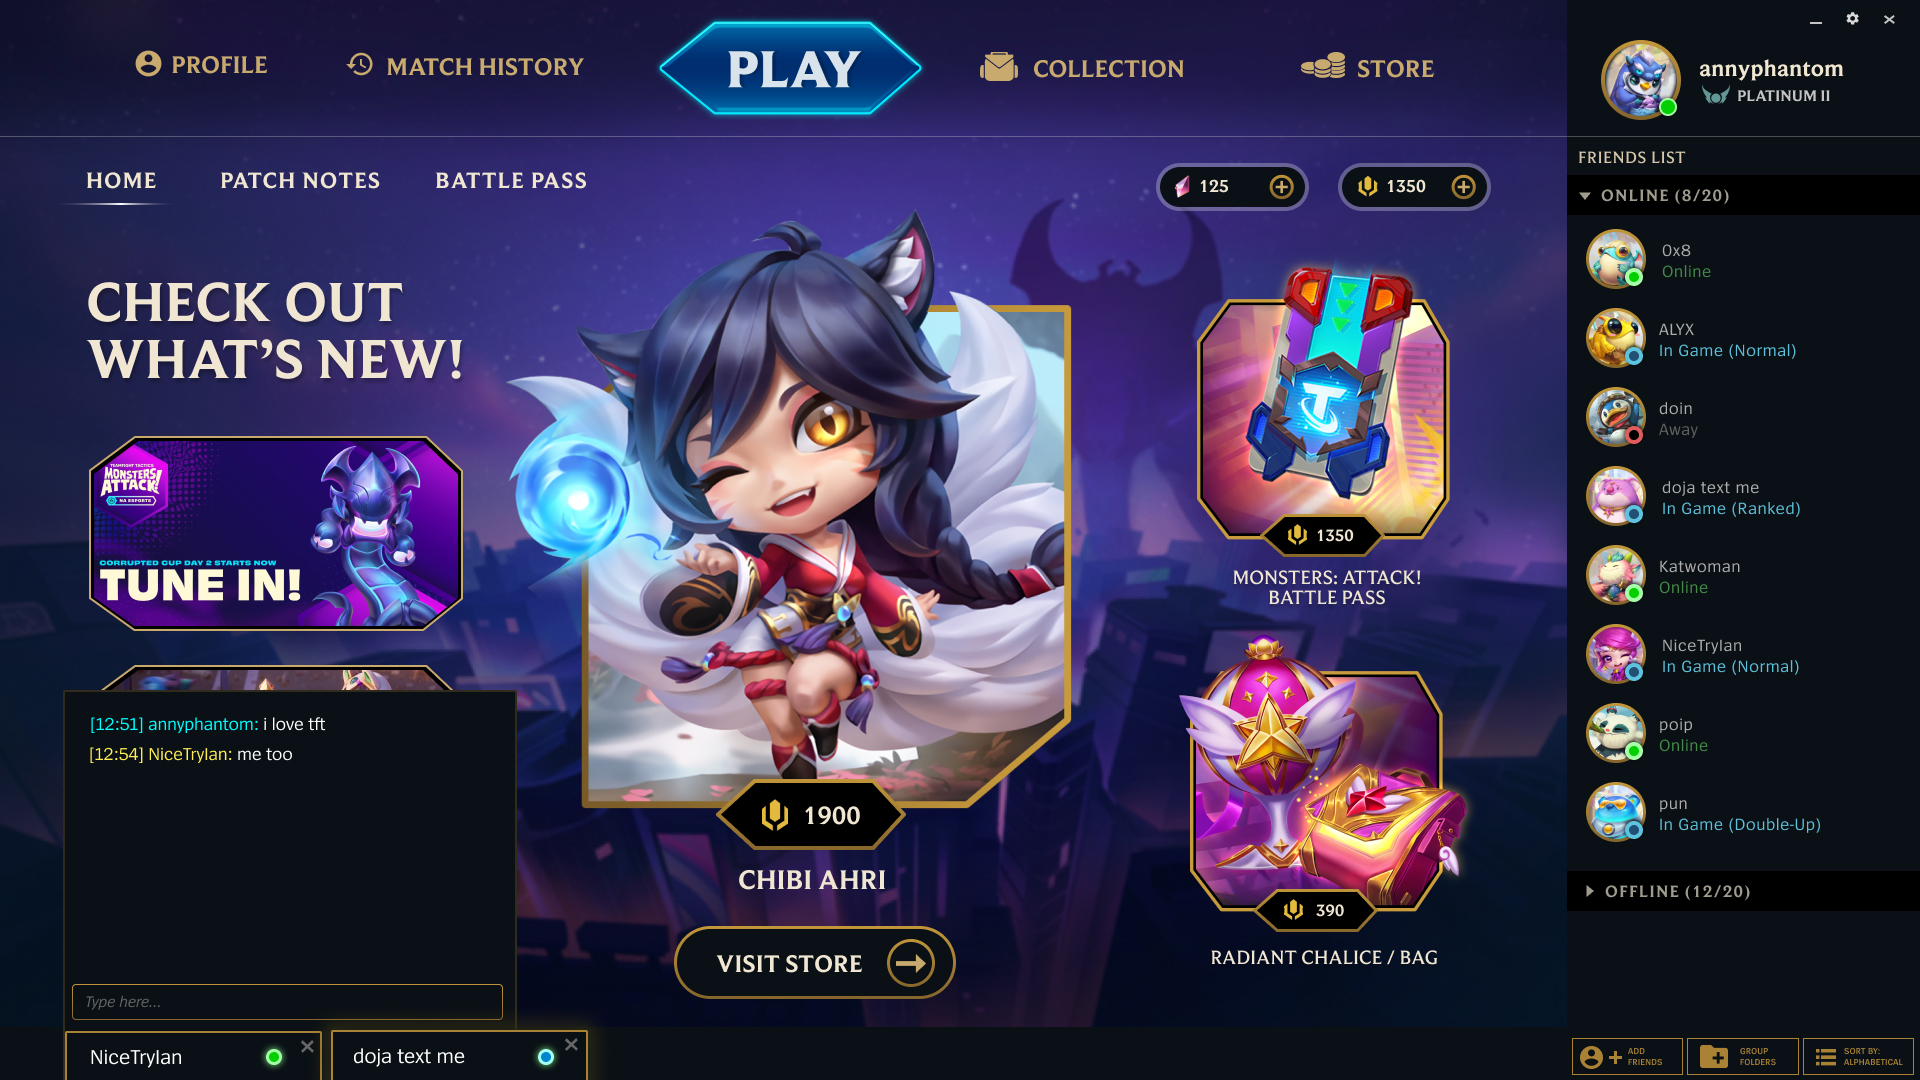 PROFILE
MATCH HISTORY
PLAY
COLLECTION
STORE
annyphantom
PLATINUM II
HOME
PATCH NOTES
BATTLE PASS
125
1350
CHECK OUT
WHAT'S NEW!
TEAMFIGHT TACTICS
MONSTERS
ATTACK!
NA ESPORTS
CORRUPTED CUP DAY 2 STARTS NOW
TUNE IN!
[12:51] annyphantom: i love tft
[12:54] NiceTrylan: me too
Type here...
NiceTrylan
doja text me
1900
CHIBI AHRI
VISIT STORE
1350
MONSTERS: ATTACK!
BATTLE PASS
390
RADIANT CHALICE / BAG
FRIENDS LIST
ONLINE (8/20)
0x8
Online
ALYX
In Game (Normal)
doin
Away
doja text me
In Game (Ranked)
Katwoman
Online
NiceTrylan
In Game (Normal)
poip
Online
pun
In Game (Double-Up)
OFFLINE (12/20)
ADD
FRIENDS
GROUP
FOLDERS
SORT BY:
ALPHABETICAL